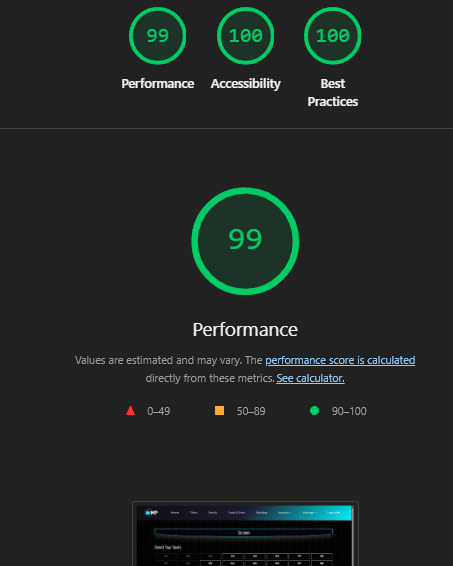 99 100 100
Performance Accessibility Best
Practices
99
Performance
Values are estimated and may vary. The performance score is calculated
directly from these metrics. See calculator.
0–49 50–89 90–100
Screen
Select Your Seats